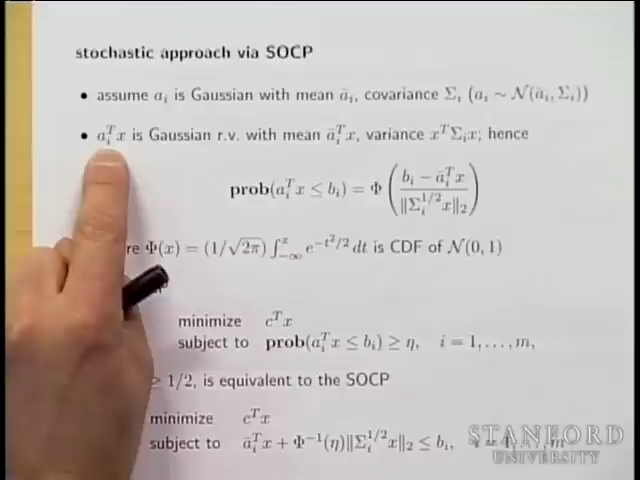 stochastic approach via SOCP
• assume aᵢ is Gaussian with mean āᵢ, covariance Σᵢ (aᵢ ∼ 𝒩(āᵢ, Σᵢ))
• aᵢᵀx is Gaussian r.v. with mean āᵢᵀx, variance xᵀΣᵢx; hence
prob(aᵢᵀx ≤ bᵢ) = Φ( (bᵢ − āᵢᵀx) / ‖Σᵢ^{1/2}x‖₂ )
re Φ(x) = (1/√2π) ∫_{−∞}^{x} e^{−t²/2} dt is CDF of 𝒩(0, 1)
minimize cᵀx
subject to prob(aᵢᵀx ≤ bᵢ) ≥ η, i = 1, . . . , m,
≥ 1/2, is equivalent to the SOCP
minimize cᵀx
subject to āᵢᵀx + Φ⁻¹(η)‖Σᵢ^{1/2}x‖₂ ≤ bᵢ, i = 1, . . . , m
STANFORD
UNIVERSITY